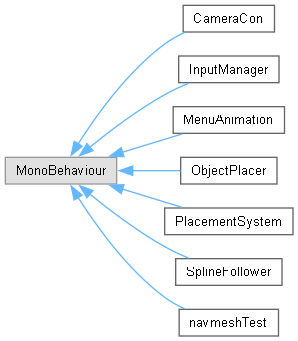 CameraCon
InputManager
MenuAnimation
MonoBehaviour
ObjectPlacer
PlacementSystem
SplineFollower
navmeshTest